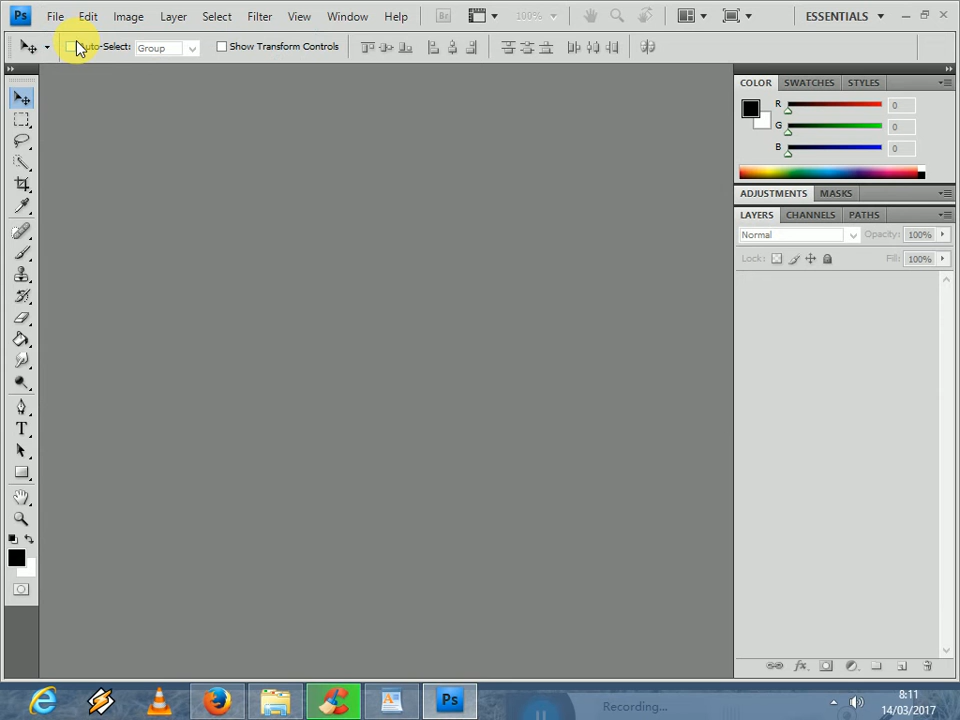 Ps File Edit Image Layer Select Filter View Window Help Br 100% ESSENTIALS
Auto-Select: Group Show Transform Controls
COLOR SWATCHES STYLES
R 0
G 0
B 0
ADJUSTMENTS MASKS
LAYERS CHANNELS PATHS
Normal Opacity: 100%
Lock: Fill: 100%
T
Ps
Recording...
8:11
14/03/2017